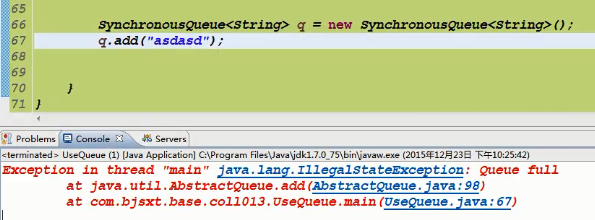 65
66 SynchronousQueue<String> q = new SynchronousQueue<String>();
67 q.add("asdasd");
68
69
70 }
71 }
Problems Console Servers
<terminated> UseQueue (1) [Java Application] C:\Program Files\Java\jdk1.7.0_75\bin\javaw.exe (2015年12月23日 下午10:25:42)
Exception in thread "main" java.lang.IllegalStateException: Queue full
at java.util.AbstractQueue.add(AbstractQueue.java:98)
at com.bjsxt.base.coll013.UseQueue.main(UseQueue.java:67)